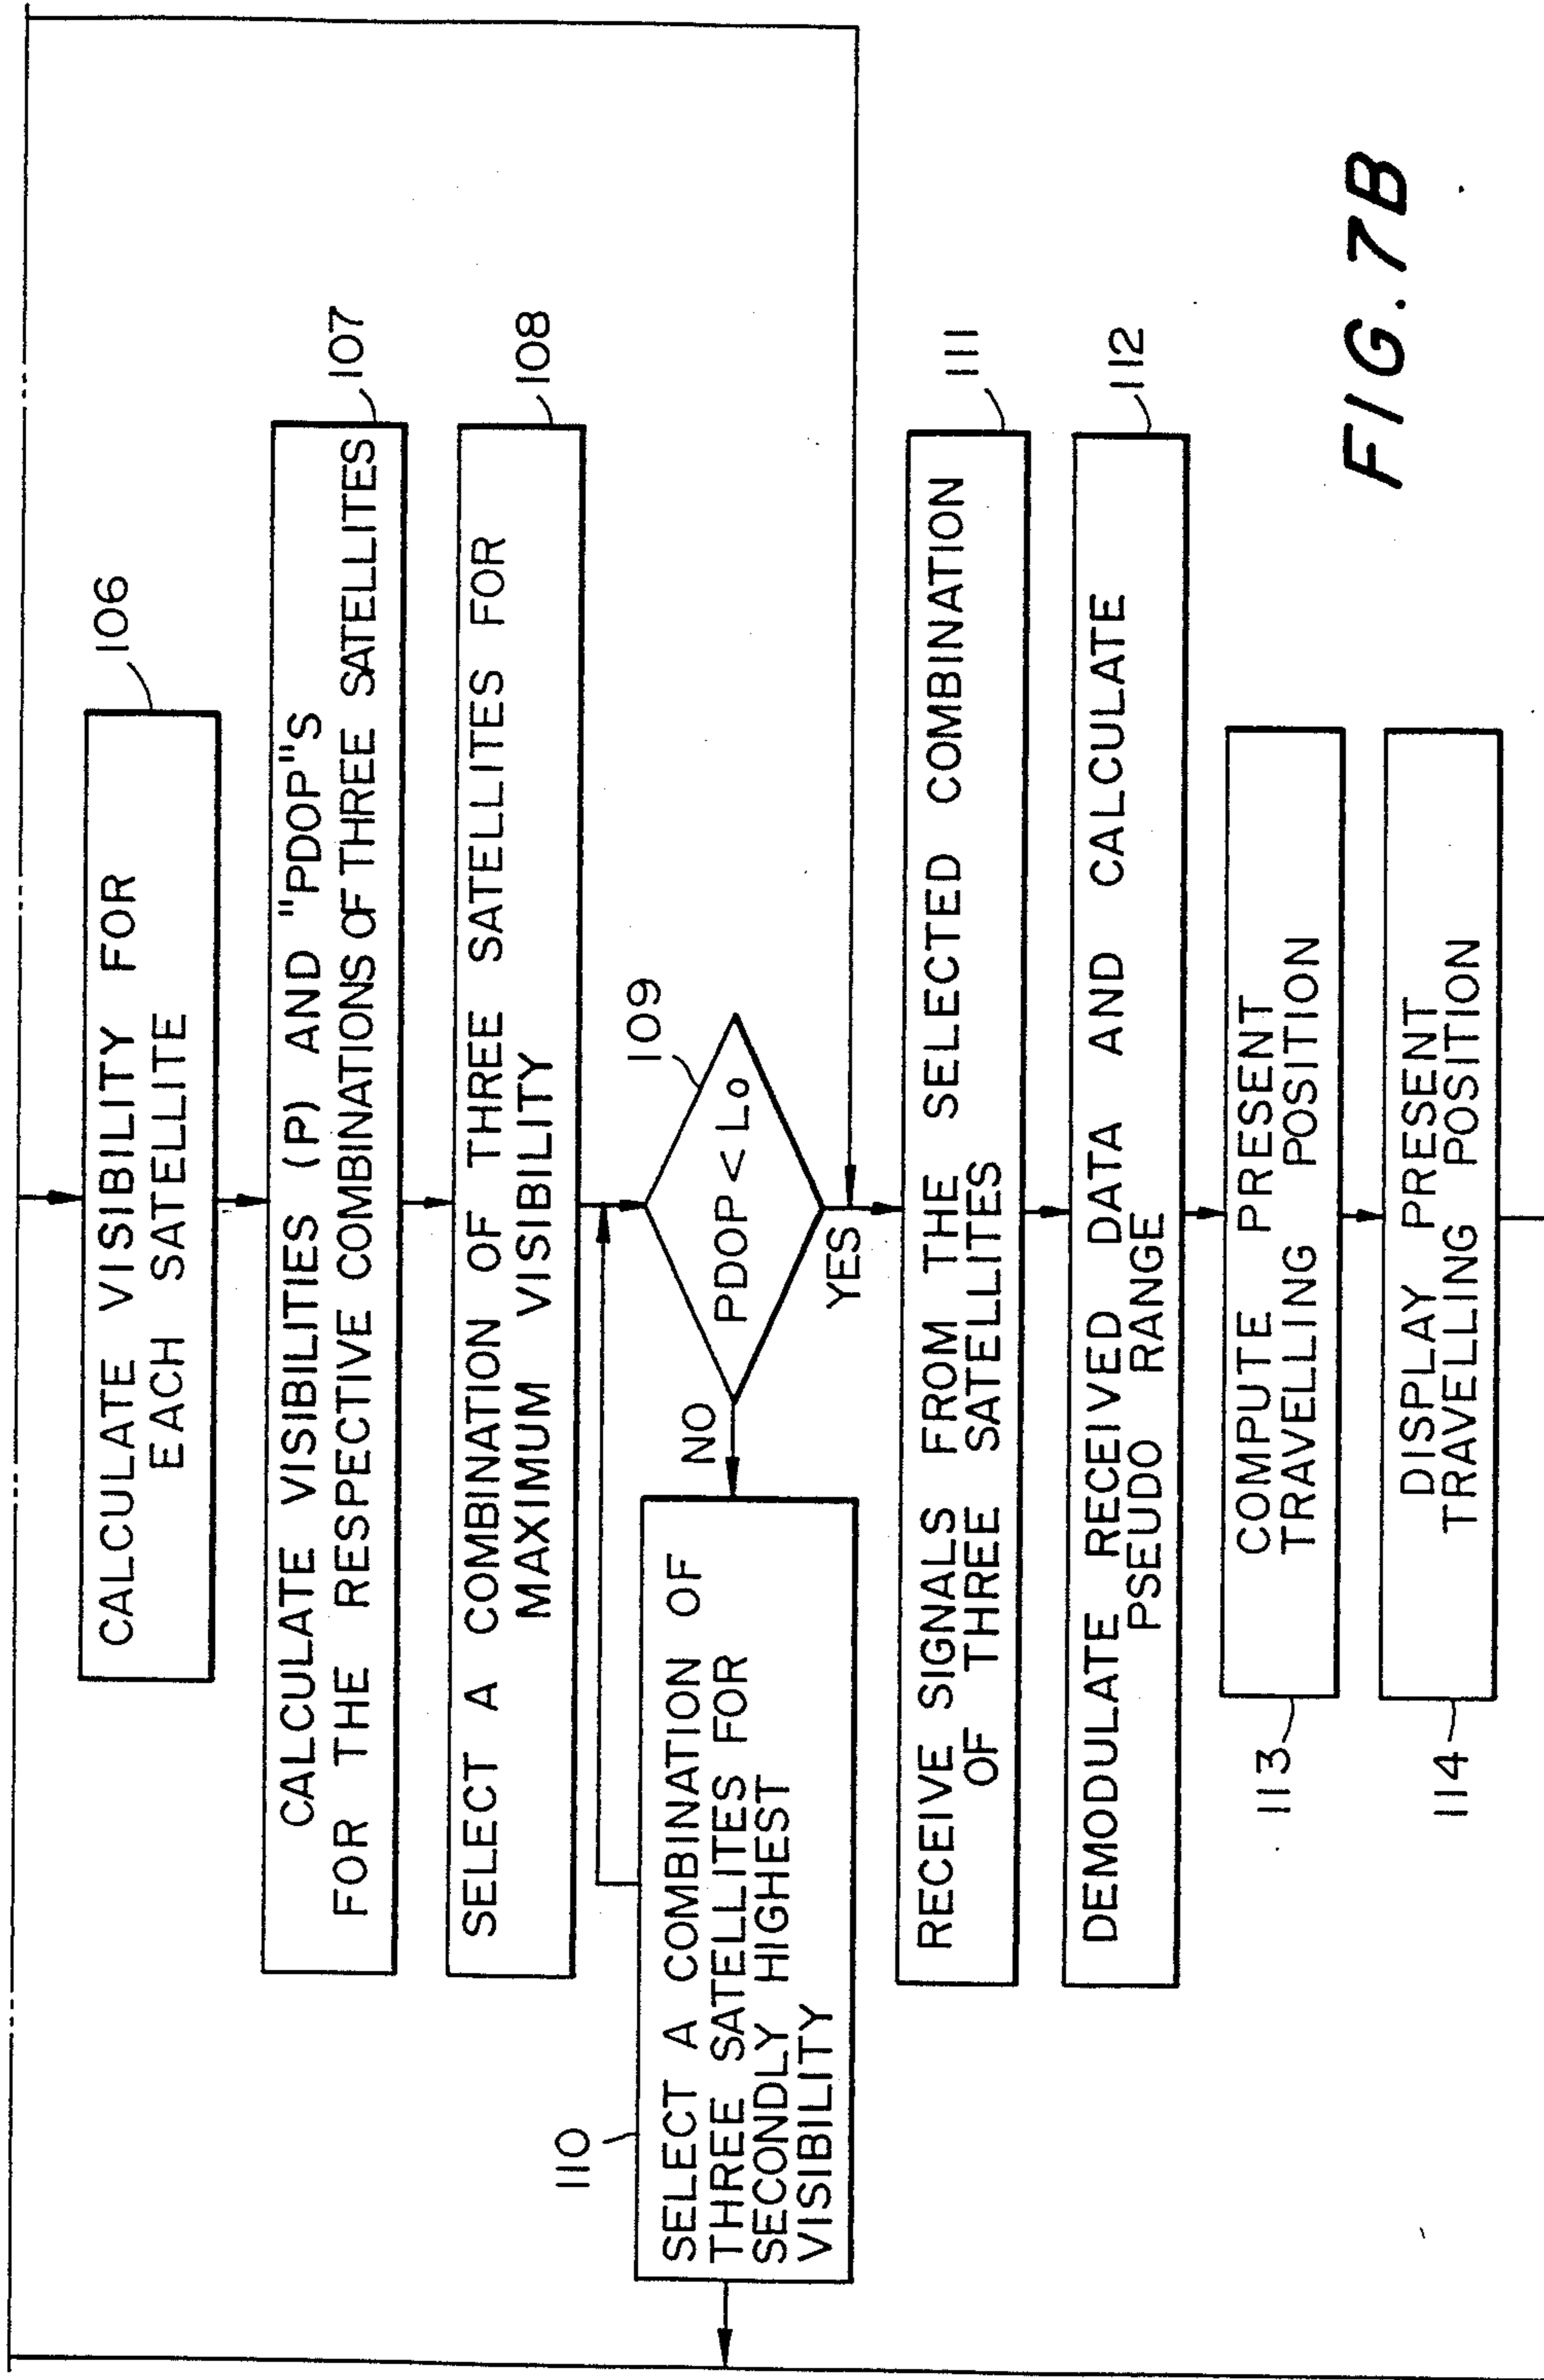 106
CALCULATE VISIBILITY FOR
EACH SATELLITE
107
CALCULATE VISIBILITIES (P) AND "PDOP"S
FOR THE RESPECTIVE COMBINATIONS OF THREE SATELLITES
108
SELECT A COMBINATION OF THREE SATELLITES FOR
MAXIMUM VISIBILITY
109
PDOP < Lo
NO
YES
110
SELECT A COMBINATION OF
THREE SATELLITES FOR
SECONDLY HIGHEST
VISIBILITY
111
RECEIVE SIGNALS FROM THE SELECTED COMBINATION
OF THREE SATELLITES
112
DEMODULATE RECEIVED DATA AND CALCULATE
PSEUDO RANGE
113
COMPUTE PRESENT
TRAVELLING POSITION
114
DISPLAY PRESENT
TRAVELLING POSITION
FIG. 7B